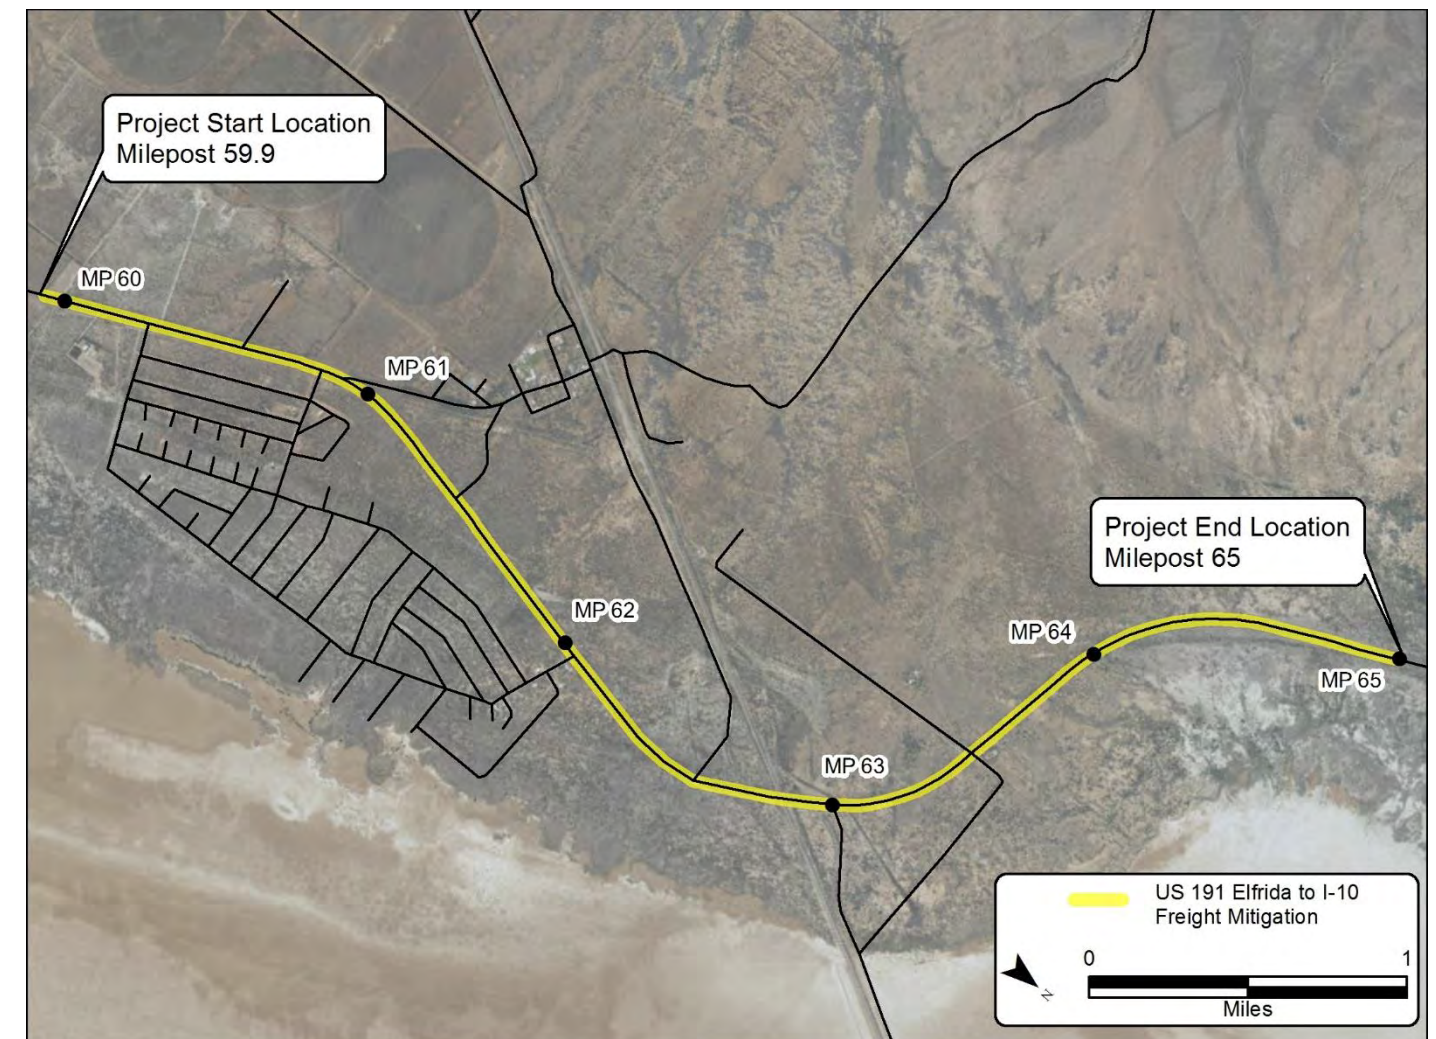 Project Start Location
Milepost 59.9
MP 60
MP 61
MP 62
MP 63
MP 64
MP 65
Project End Location
Milepost 65
US 191 Elfrida to I-10
Freight Mitigation
0 1
Miles
N